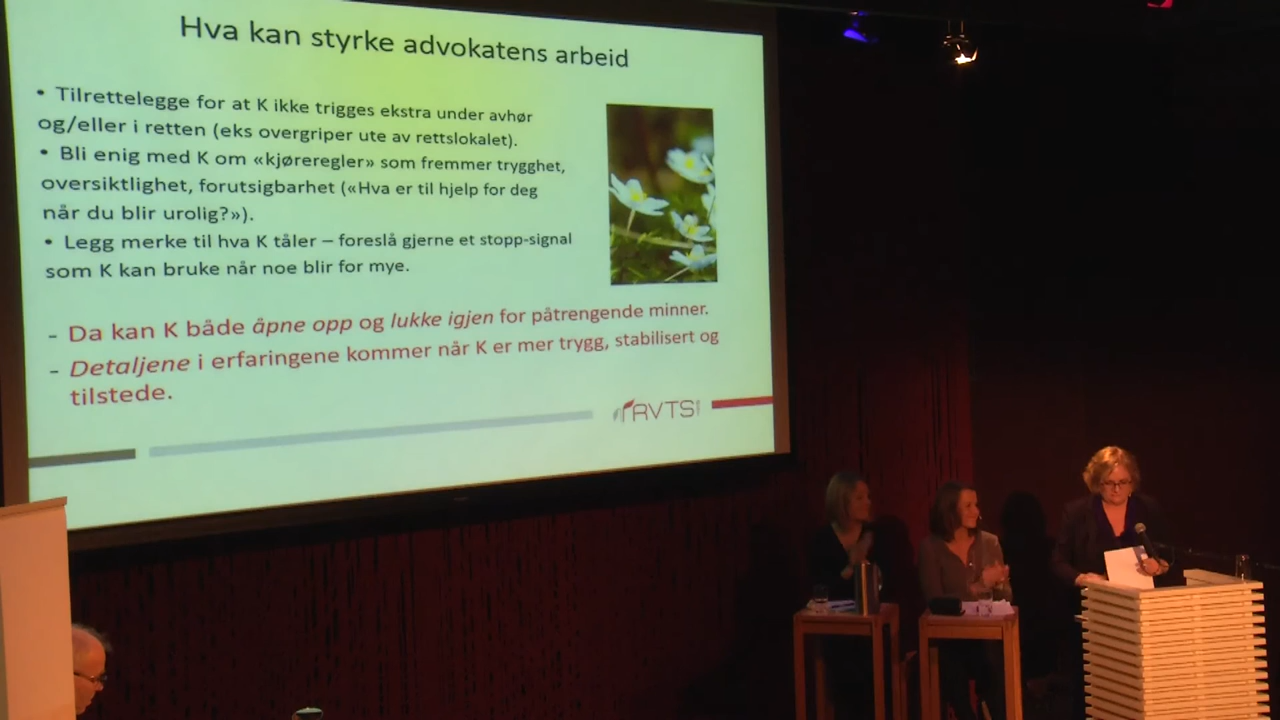 Hva kan styrke advokatens arbeid
• Tilrettelegge for at K ikke trigges ekstra under avhør
og/eller i retten (eks overgriper ute av rettslokalet).
• Bli enig med K om «kjøreregler» som fremmer trygghet,
oversiktlighet, forutsigbarhet («Hva er til hjelp for deg
når du blir urolig?»).
• Legg merke til hva K tåler – foreslå gjerne et stopp-signal
som K kan bruke når noe blir for mye.
- Da kan K både åpne opp og lukke igjen for påtrengende minner.
- Detaljene i erfaringene kommer når K er mer trygg, stabilisert og
tilstede.
RVTS